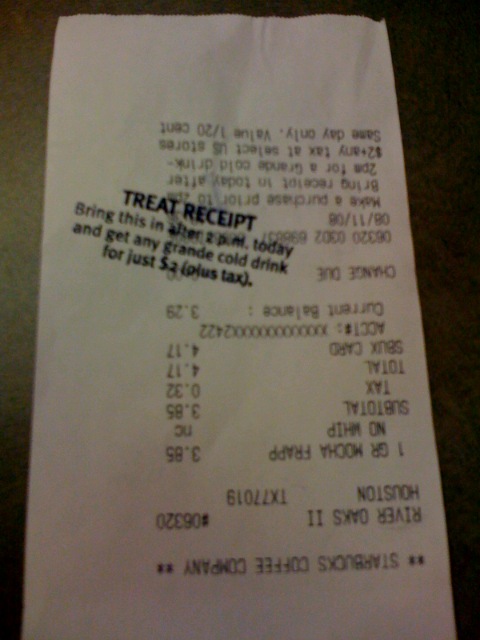 ** STARBUCKS COFFEE COMPANY **
RIVER OAKS II #06320
HOUSTON TX77019
1 GR MOCHA FRAPP 3.85
NO WHIP nc
SUBTOTAL 3.85
TAX 0.32
TOTAL 4.17
SBUX CARD 4.17
ACCT#: XXXXXXXXXXXX2422
Current Balance : 3.29
CHANGE DUE
06320 0302
08/11/08
Make a purchase prior to 2pm
Bring receipt in today after
2pm for a Grande cold drink-
$2+any tax at select US stores
Same day only. Value 1/20 cent
TREAT RECEIPT
Bring this in after 2 p.m. today
and get any grande cold drink
for just $2 (plus tax).